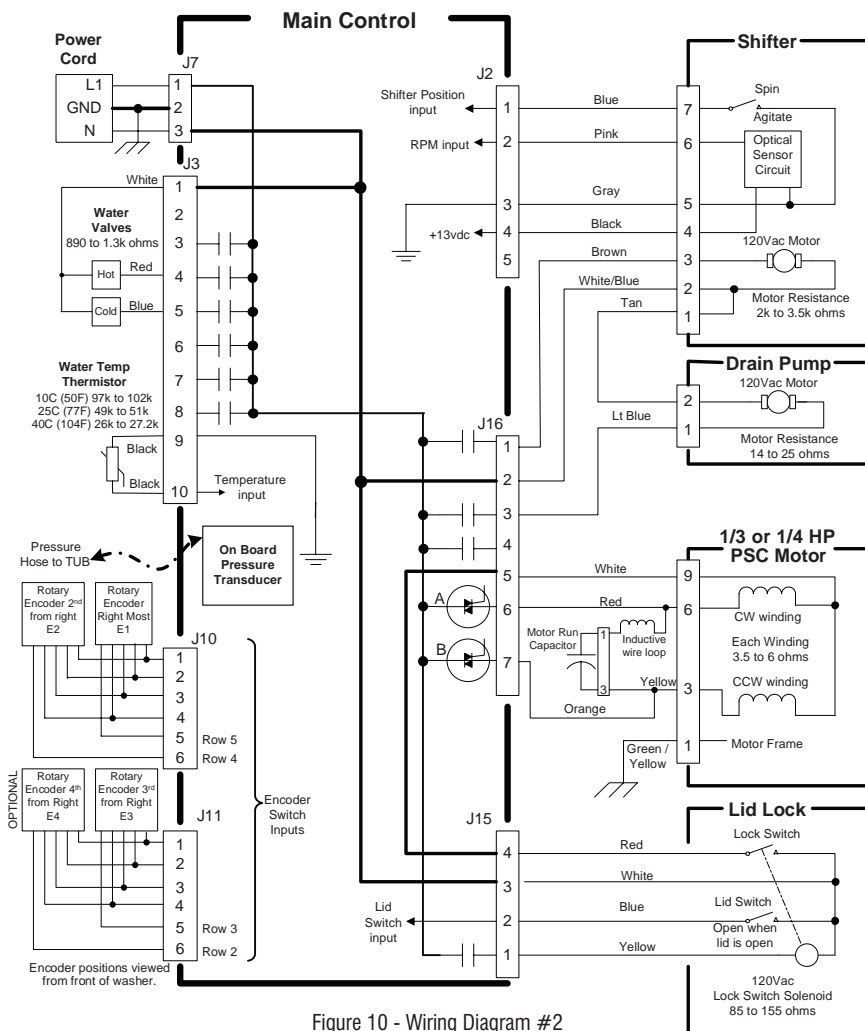 Main Control
Power
Cord
L1
GND
N
J7
1
2
3
J3
White
1
2
3
4
5
6
7
8
9
10
Water
Valves
890 to 1.3k ohms
Hot
Red
Cold
Blue
Water Temp
Thermistor
10C (50F) 97k to 102k
25C (77F) 49k to 51k
40C (104F) 26k to 27.2k
Black
Black
Temperature
input
Pressure
Hose to TUB
On Board
Pressure
Transducer
Rotary
Encoder 2nd
from right
E2
Rotary
Encoder
Right Most
E1
J10
1
2
3
4
5
6
Row 5
Row 4
OPTIONAL
Rotary
Encoder 4th
from Right
E4
Rotary
Encoder 3rd
from Right
E3
J11
1
2
3
4
5
6
Row 3
Row 2
Encoder
Switch
Inputs
Encoder positions viewed
from front of washer.
J2
Shifter Position
input
1
Blue
RPM input
2
Pink
3
Gray
+13vdc
4
Black
5
Brown
White/Blue
Tan
Shifter
7
6
5
4
3
2
1
Spin
Agitate
Optical
Sensor
Circuit
120Vac Motor
Motor Resistance
2k to 3.5k ohms
Drain Pump
120Vac Motor
2
1
Lt Blue
Motor Resistance
14 to 25 ohms
J16
1
2
3
4
5
6
7
A
B
White
Red
Motor Run
Capacitor
1
3
Inductive
wire loop
Yellow
Orange
Green /
Yellow
1/3 or 1/4 HP
PSC Motor
9
6
3
1
CW winding
Each Winding
3.5 to 6 ohms
CCW winding
Motor Frame
J15
4
3
2
1
Lid
Switch
input
Red
White
Blue
Yellow
Lid Lock
Lock Switch
Lid Switch
Open when
lid is open
120Vac
Lock Switch Solenoid
85 to 155 ohms
Figure 10 - Wiring Diagram #2